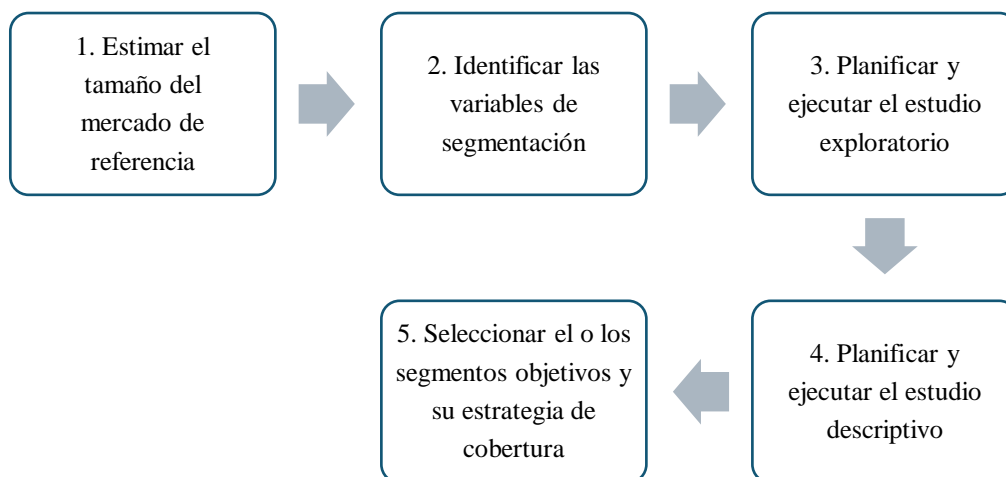 1. Estimar el
tamaño del
mercado de
referencia
2. Identificar las
variables de
segmentación
3. Planificar y
ejecutar el estudio
exploratorio
4. Planificar y
ejecutar el estudio
descriptivo
5. Seleccionar el o los
segmentos objetivos y
su estrategia de
cobertura